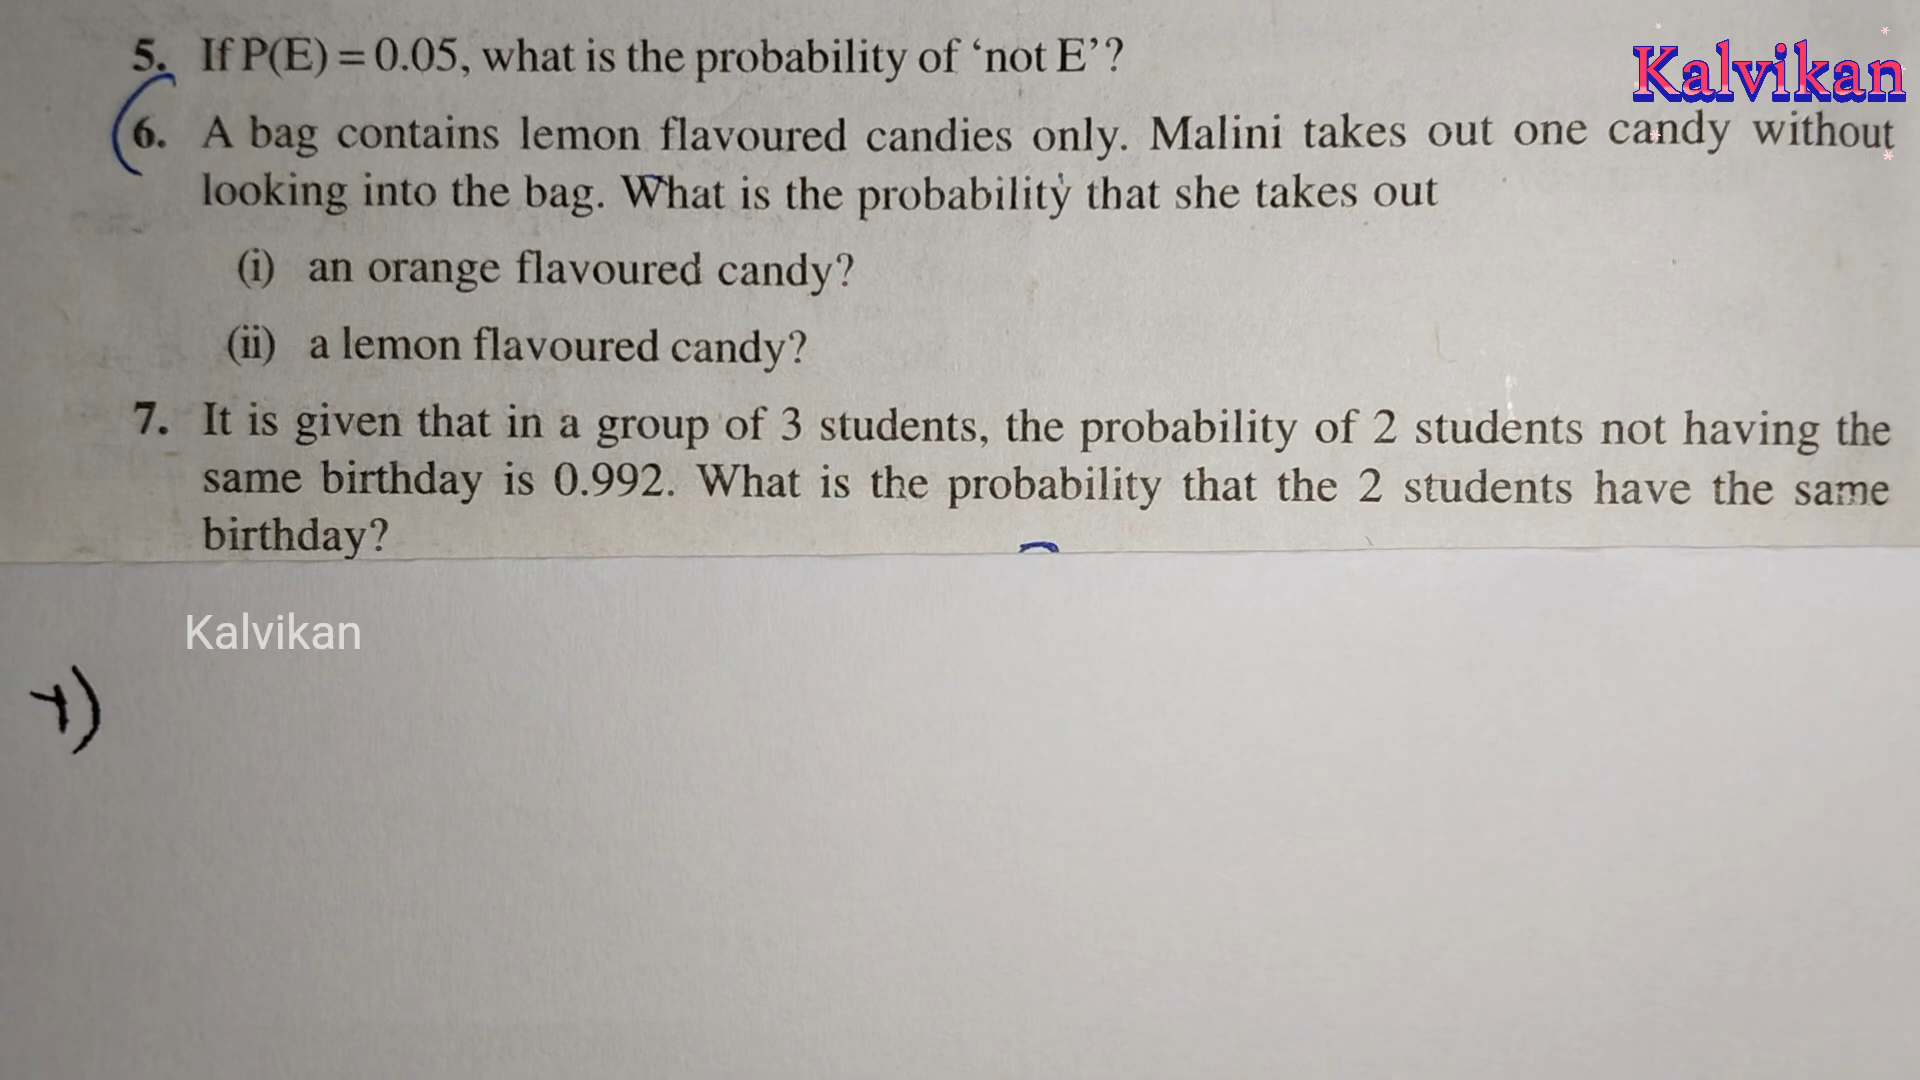 5. If P(E) = 0.05, what is the probability of ‘not E’?
Kalvikan
6. A bag contains lemon flavoured candies only. Malini takes out one candy without
looking into the bag. What is the probability that she takes out
(i) an orange flavoured candy?
(ii) a lemon flavoured candy?
7. It is given that in a group of 3 students, the probability of 2 students not having the
same birthday is 0.992. What is the probability that the 2 students have the same
birthday?
Kalvikan
7)